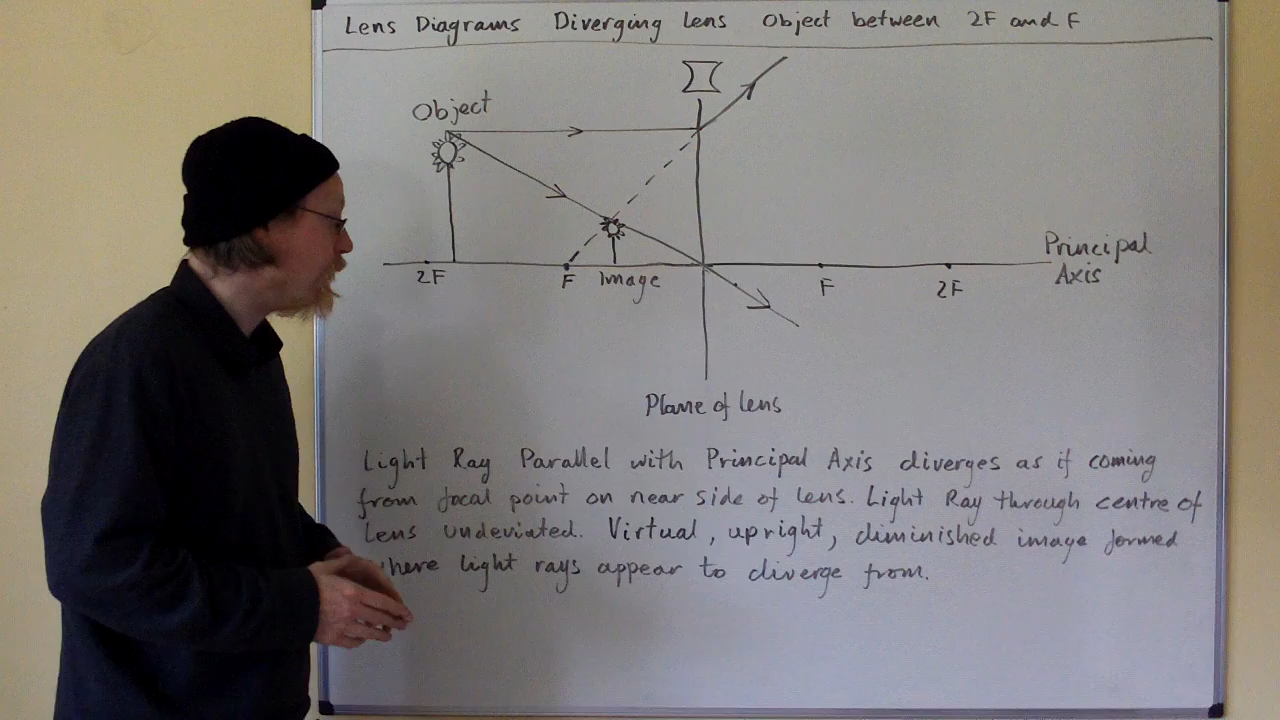 Lens Diagrams Diverging Lens Object between 2F and F
Object
Principal
Axis
2F F Image F 2F
Plane of lens
Light Ray Parallel with Principal Axis diverges as if coming
from focal point on near side of lens. Light Ray through centre of
Lens undeviated. Virtual, upright, diminished image formed
where light rays appear to diverge from.